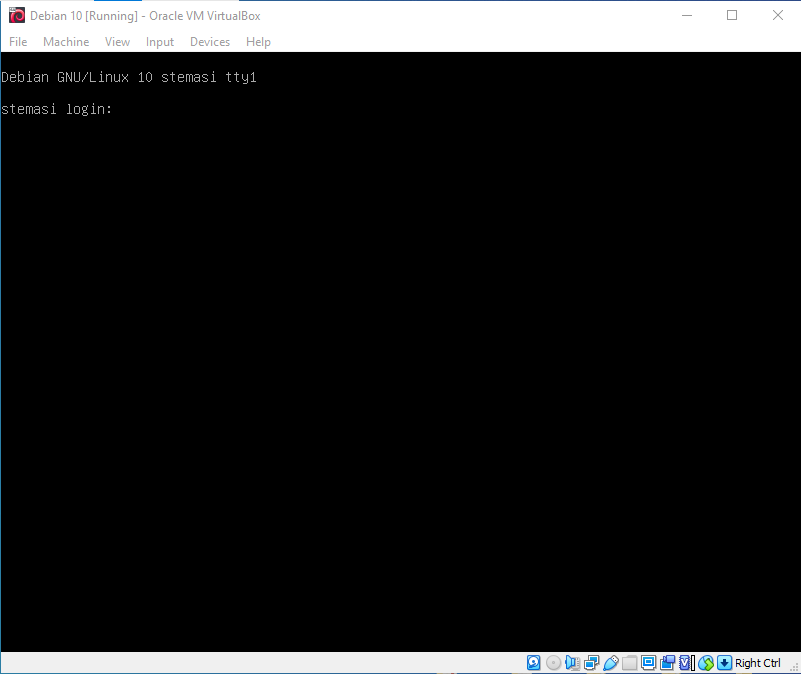 Debian 10 [Running] - Oracle VM VirtualBox
File Machine View Input Devices Help
Debian GNU/Linux 10 stemasi tty1
stemasi login:
Right Ctrl